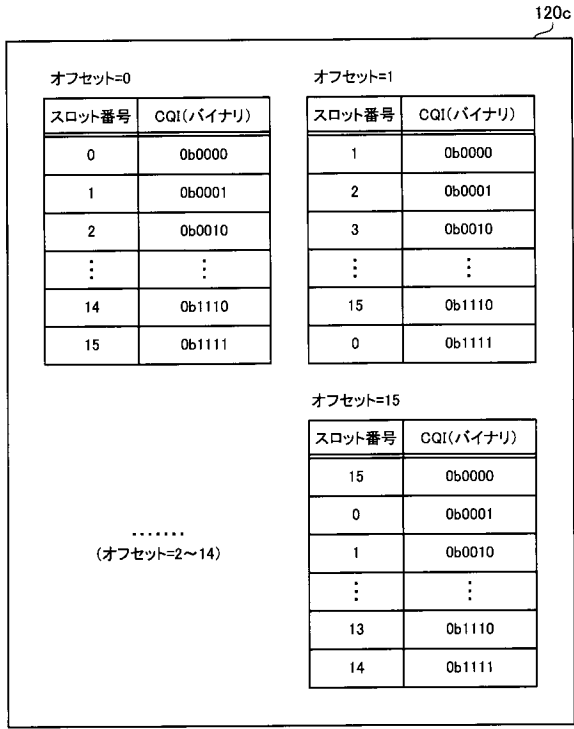 120c
オフセット=0
スロット番号 CQI(バイナリ)
0 0b0000
1 0b0001
2 0b0010
⋮ ⋮
14 0b1110
15 0b1111
オフセット=1
スロット番号 CQI(バイナリ)
1 0b0000
2 0b0001
3 0b0010
⋮ ⋮
15 0b1110
0 0b1111
.......
(オフセット=2〜14)
オフセット=15
スロット番号 CQI(バイナリ)
15 0b0000
0 0b0001
1 0b0010
⋮ ⋮
13 0b1110
14 0b1111